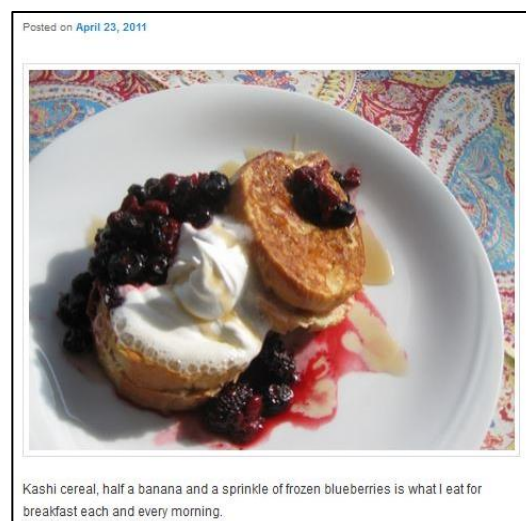 Posted on April 23, 2011
Kashi cereal, half a banana and a sprinkle of frozen blueberries is what I eat for
breakfast each and every morning.